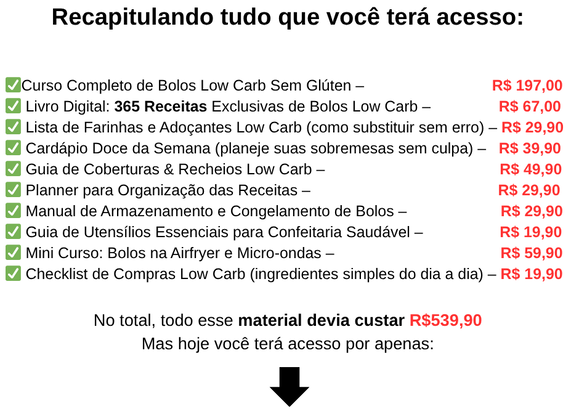 Recapitulando tudo que você terá acesso:
✅Curso Completo de Bolos Low Carb Sem Glúten – R$ 197,00
✅ Livro Digital: 365 Receitas Exclusivas de Bolos Low Carb – R$ 67,00
✅ Lista de Farinhas e Adoçantes Low Carb (como substituir sem erro) – R$ 29,90
✅ Cardápio Doce da Semana (planeje suas sobremesas sem culpa) – R$ 39,90
✅ Guia de Coberturas & Recheios Low Carb – R$ 49,90
✅ Planner para Organização das Receitas – R$ 29,90
✅ Manual de Armazenamento e Congelamento de Bolos – R$ 29,90
✅ Guia de Utensílios Essenciais para Confeitaria Saudável – R$ 19,90
✅ Mini Curso: Bolos na Airfryer e Micro-ondas – R$ 59,90
✅ Checklist de Compras Low Carb (ingredientes simples do dia a dia) – R$ 19,90
No total, todo esse material devia custar R$539,90
Mas hoje você terá acesso por apenas: